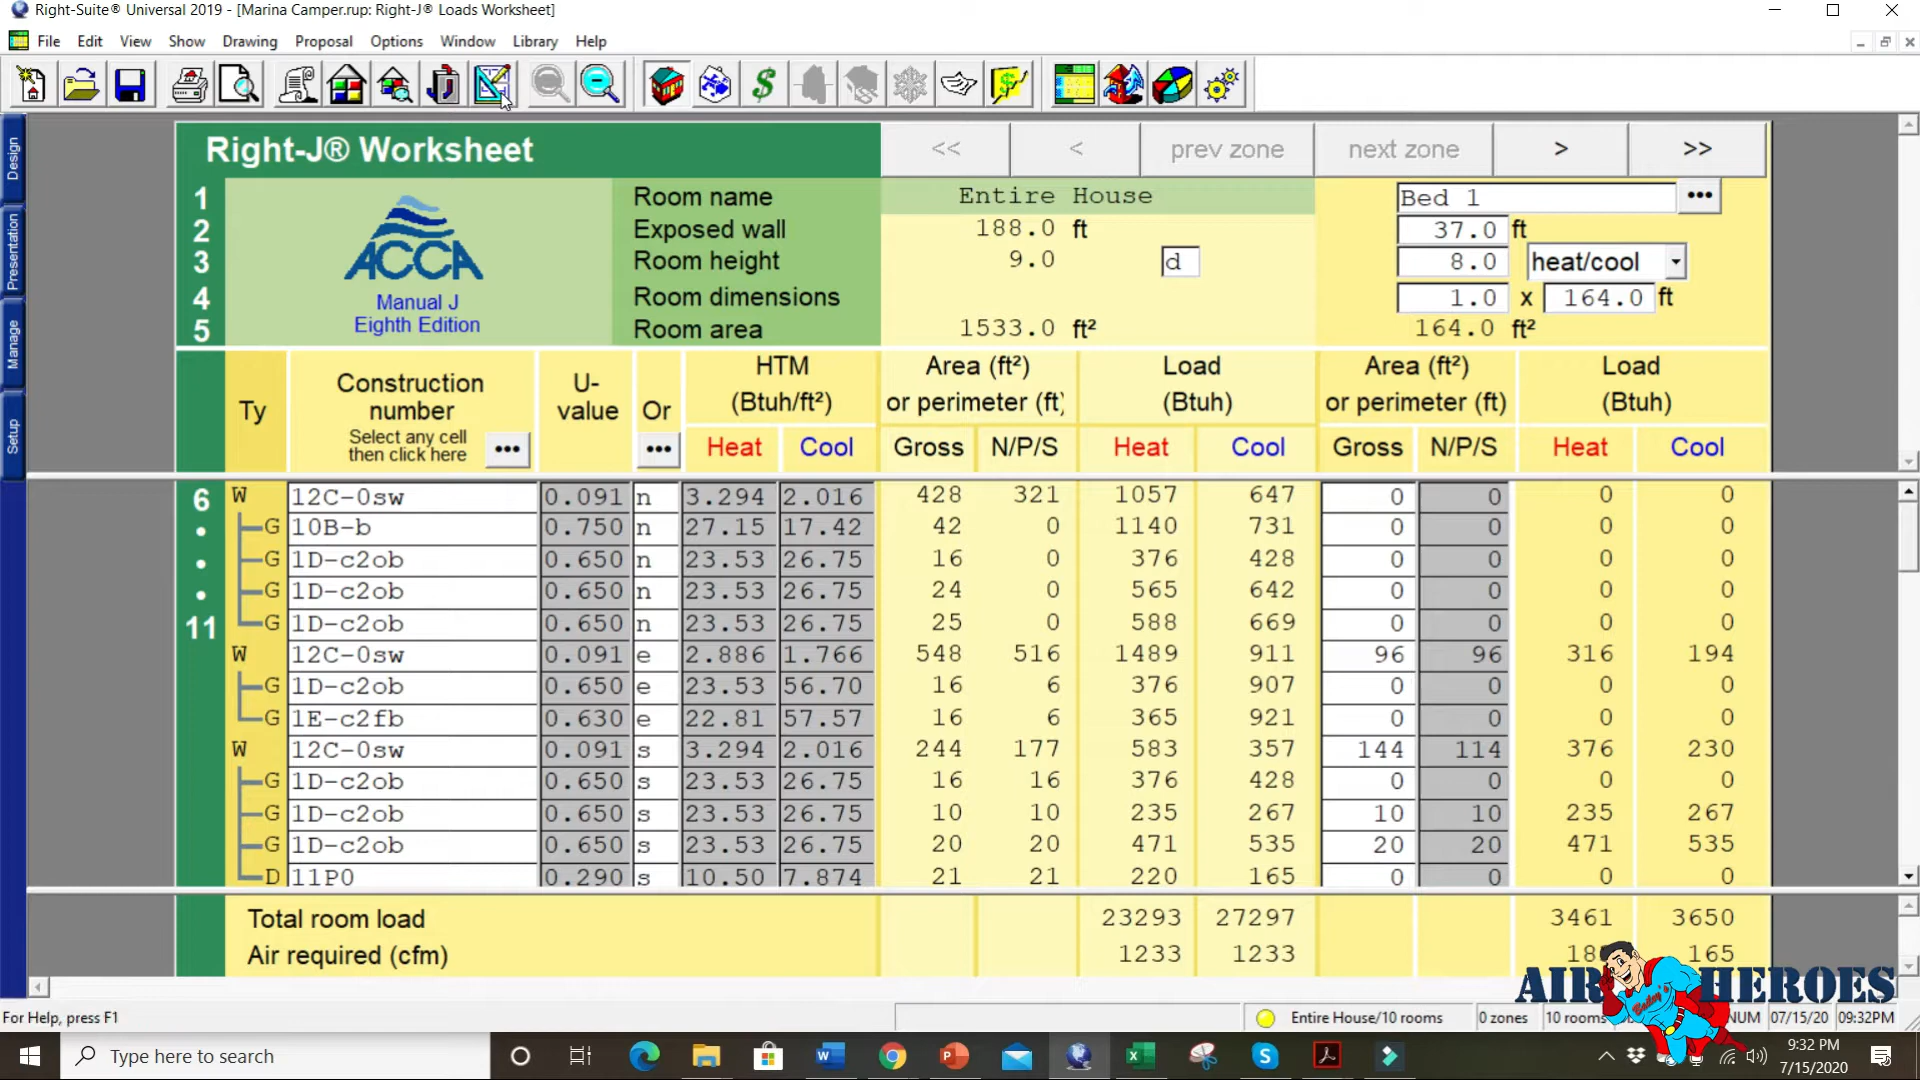 Right-Suite® Universal 2019 - [Marina Camper.rup: Right-J® Loads Worksheet]
File Edit View Show Drawing Proposal Options Window Library Help
Design
Presentation
Manage
Setup
Right-J® Worksheet << < prev zone next zone > >>
1 Room name Entire House Bed 1 •••
2 Exposed wall 188.0 ft 37.0 ft
3 Room height 9.0 d 8.0 heat/cool
4 Room dimensions 1.0 x 164.0 ft
5 Room area 1533.0 ft² 164.0 ft²
ACCA
Manual J
Eighth Edition
Ty Construction number U-value Or HTM (Btuh/ft²) Area (ft²) or perimeter (ft) Load (Btuh) Area (ft²) or perimeter (ft) Load (Btuh)
Select any cell then click here ••• ••• Heat Cool Gross N/P/S Heat Cool Gross N/P/S Heat Cool
6 W 12C-0sw 0.091 n 3.294 2.016 428 321 1057 647 0 0 0 0
G 10B-b 0.750 n 27.15 17.42 42 0 1140 731 0 0 0 0
G 1D-c2ob 0.650 n 23.53 26.75 16 0 376 428 0 0 0 0
G 1D-c2ob 0.650 n 23.53 26.75 24 0 565 642 0 0 0 0
11 G 1D-c2ob 0.650 n 23.53 26.75 25 0 588 669 0 0 0 0
W 12C-0sw 0.091 e 2.886 1.766 548 516 1489 911 96 96 316 194
G 1D-c2ob 0.650 e 23.53 56.70 16 6 376 907 0 0 0 0
G 1E-c2fb 0.630 e 22.81 57.57 16 6 365 921 0 0 0 0
W 12C-0sw 0.091 s 3.294 2.016 244 177 583 357 144 114 376 230
G 1D-c2ob 0.650 s 23.53 26.75 16 16 376 428 0 0 0 0
G 1D-c2ob 0.650 s 23.53 26.75 10 10 235 267 10 10 235 267
G 1D-c2ob 0.650 s 23.53 26.75 20 20 471 535 20 20 471 535
D 11P0 0.290 s 10.50 7.874 21 21 220 165 0 0 0 0
Total room load 23293 27297 3461 3650
Air required (cfm) 1233 1233 165
AIR HEROES
For Help, press F1 Entire House/10 rooms 0 zones 10 rooms NUM 07/15/20 09:32PM
Type here to search 9:32 PM
7/15/2020